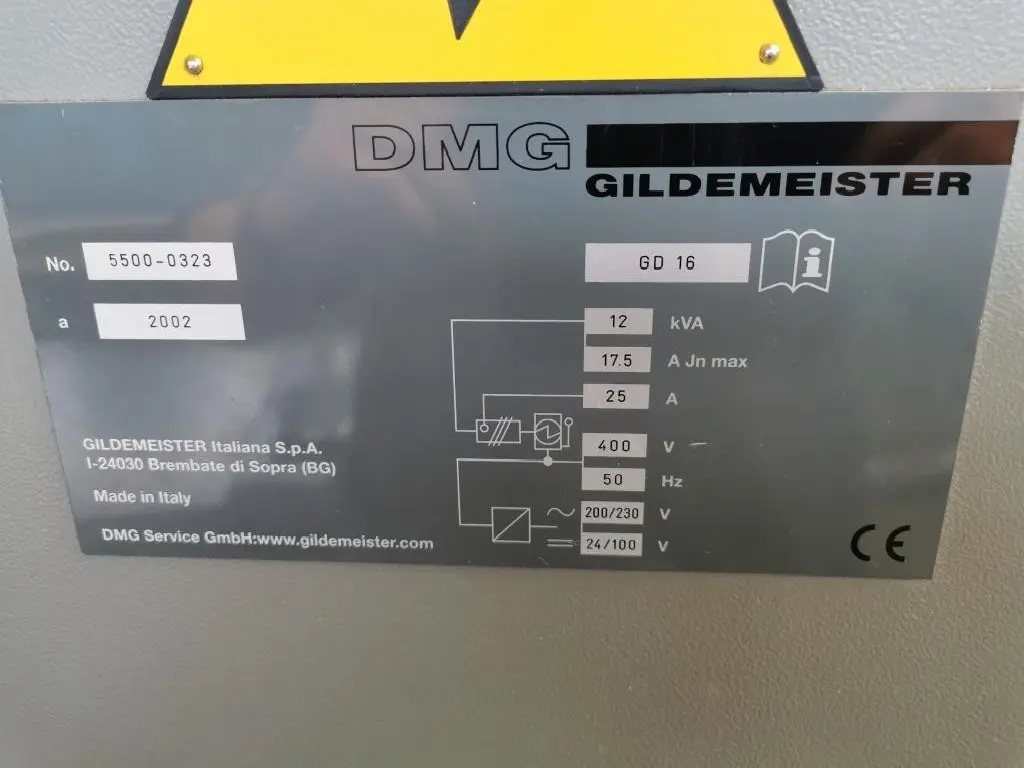 DMG
GILDEMEISTER
No. 5500-0323
GD 16
a 2002
12 kVA
17.5 A Jn max
25 A
400 V
50 Hz
200/230 V
24/100 V
GILDEMEISTER Italiana S.p.A.
I-24030 Brembate di Sopra (BG)
Made in Italy
DMG Service GmbH:www.gildemeister.com
CE